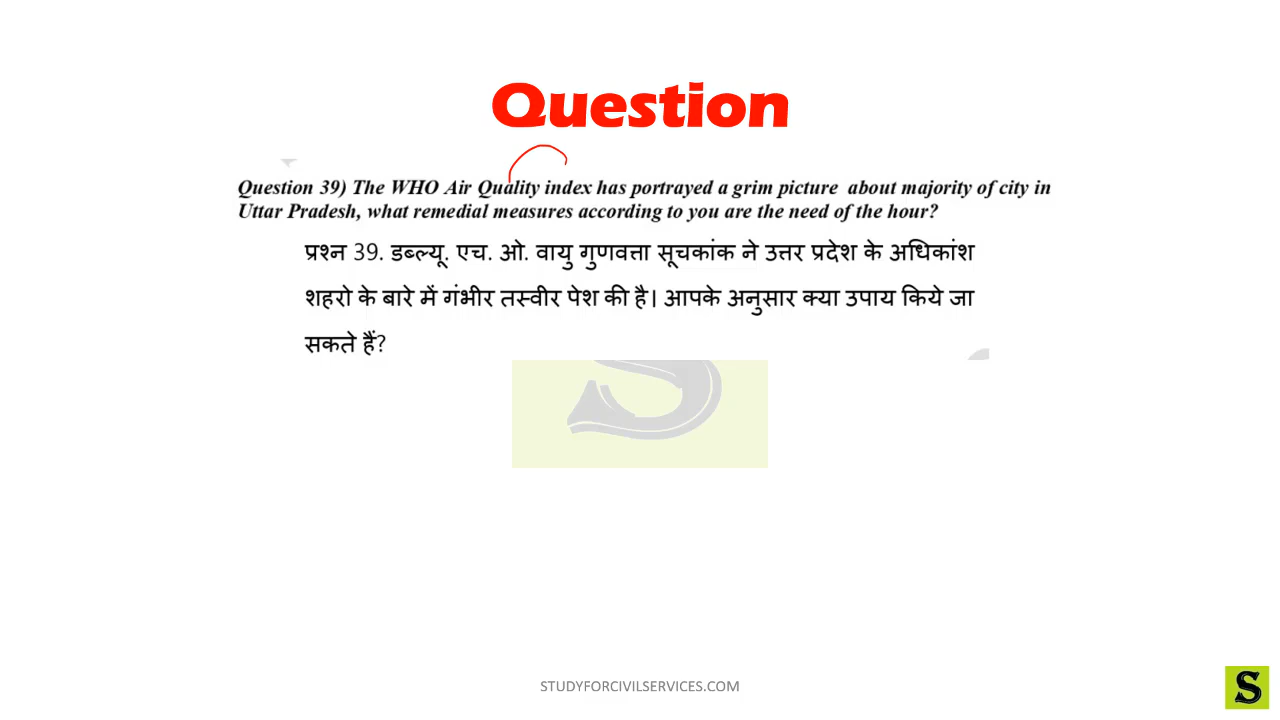 Question
Question 39) The WHO Air Quality index has portrayed a grim picture about majority of city in
Uttar Pradesh, what remedial measures according to you are the need of the hour?
प्रश्न 39. डब्ल्यू. एच. ओ. वायु गुणवत्ता सूचकांक ने उत्तर प्रदेश के अधिकांश
शहरो के बारे में गंभीर तस्वीर पेश की है। आपके अनुसार क्या उपाय किये जा
सकते हैं?
S
STUDYFORCIVILSERVICES.COM
S